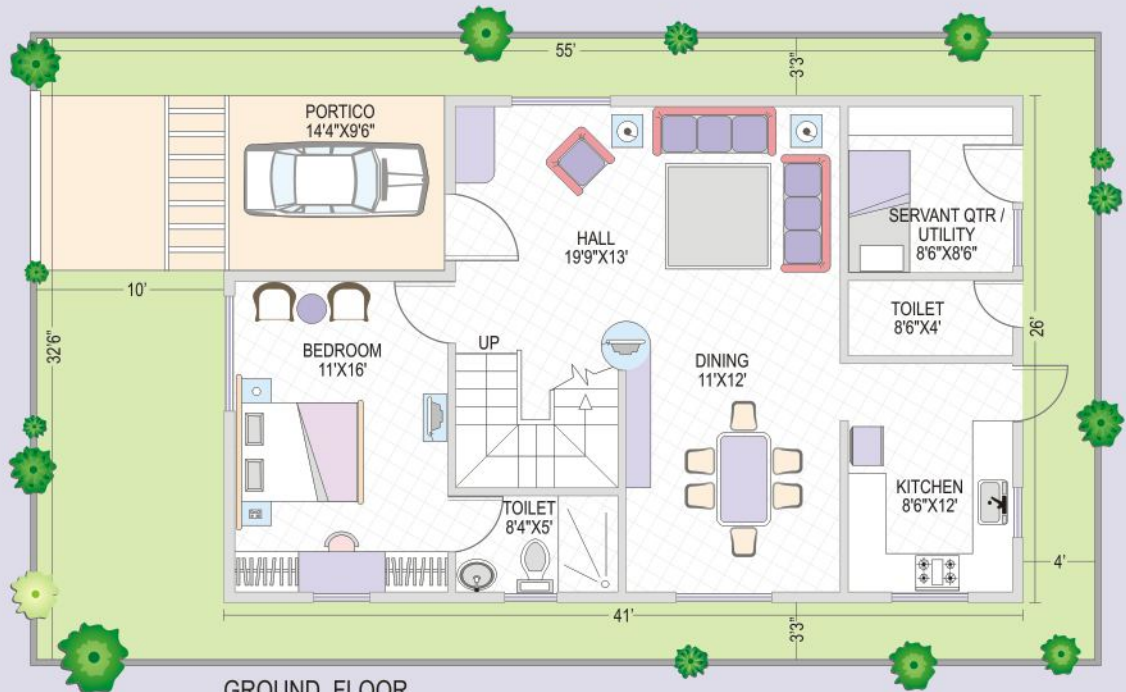 55'
3'3"
PORTICO
14'4"X9'6"
HALL
19'9"X13'
SERVANT QTR /
UTILITY
8'6"X8'6"
10'
TOILET
8'6"X4'
32'6"
26'
BEDROOM
11'X16'
UP
DINING
11'X12'
TOILET
8'4"X5'
KITCHEN
8'6"X12'
4'
41'
3'3"
GROUND FLOOR